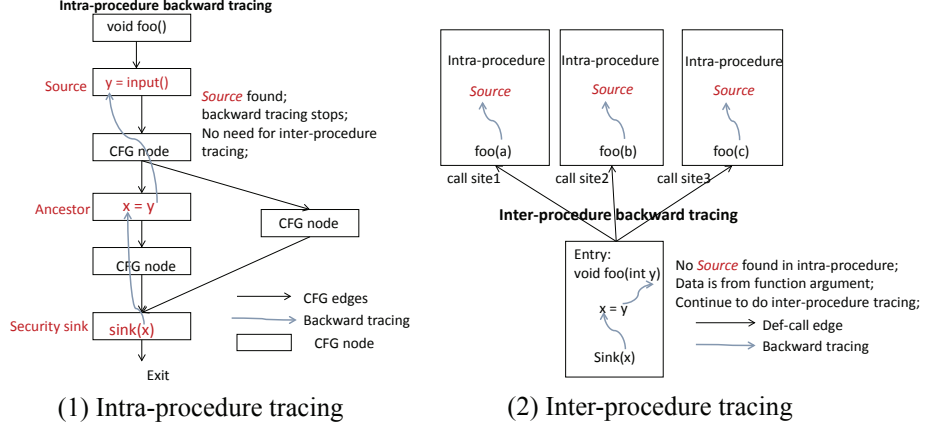 Intra-procedure backward tracing
void foo()
Source
y = input()
Source found;
backward tracing stops;
No need for inter-procedure
tracing;
CFG node
Ancestor
x = y
CFG node
CFG node
Security sink
sink(x)
CFG edges
Backward tracing
CFG node
Exit
(1) Intra-procedure tracing
Intra-procedure
Intra-procedure
Intra-procedure
Source
Source
Source
foo(a)
foo(b)
foo(c)
call site1
call site2
call site3
Inter-procedure backward tracing
Entry:
void foo(int y)
x = y
Sink(x)
No Source found in intra-procedure;
Data is from function argument;
Continue to do inter-procedure tracing;
Def-call edge
Backward tracing
(2) Inter-procedure tracing